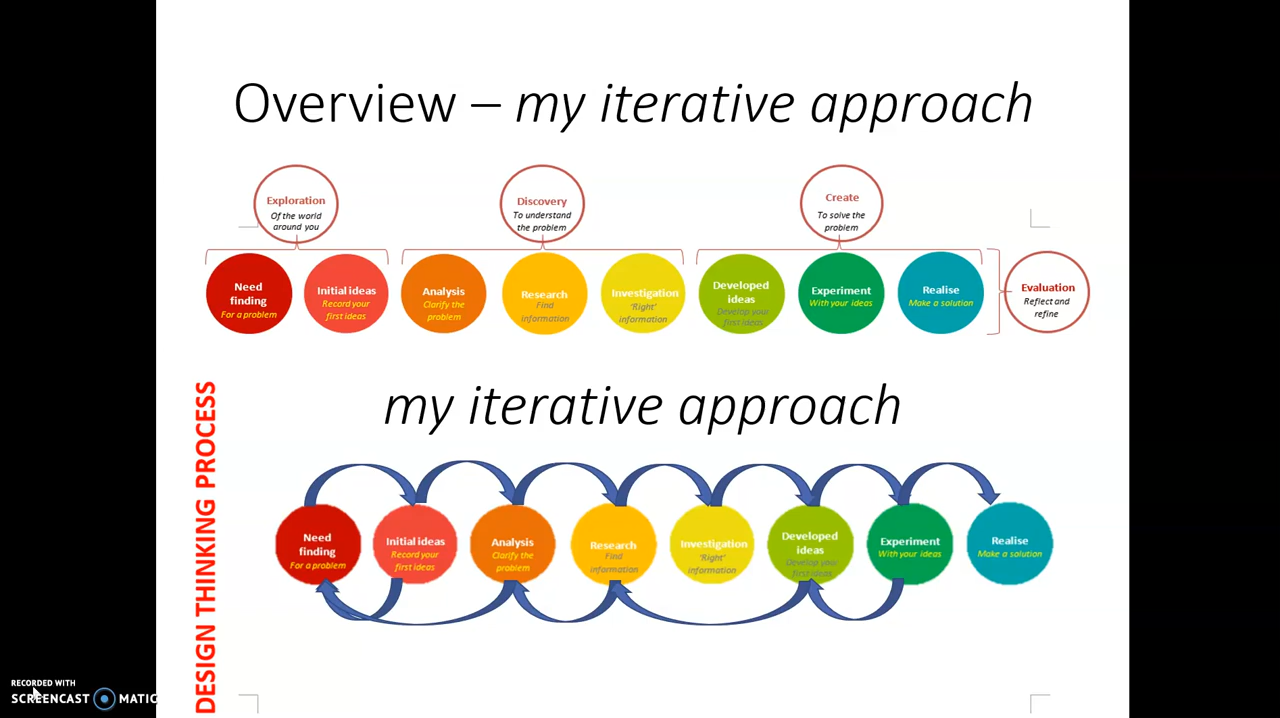 Overview – my iterative approach
Exploration
Of the world
around you
Discovery
To understand
the problem
Create
To solve the
problem
Need
finding
For a problem
Initial ideas
Record your
first ideas
Analysis
Clarify the
problem
Research
Find
information
Investigation
'Right'
information
Developed
ideas
Develop your
first ideas
Experiment
With your ideas
Realise
Make a solution
Evaluation
Reflect and
refine
DESIGN THINKING PROCESS
my iterative approach
Need
finding
For a problem
Initial ideas
Record your
first ideas
Analysis
Clarify the
problem
Research
Find
information
Investigation
'Right'
information
Developed
ideas
Develop your
first ideas
Experiment
With your ideas
Realise
Make a solution
RECORDED WITH
SCREENCAST MATIC